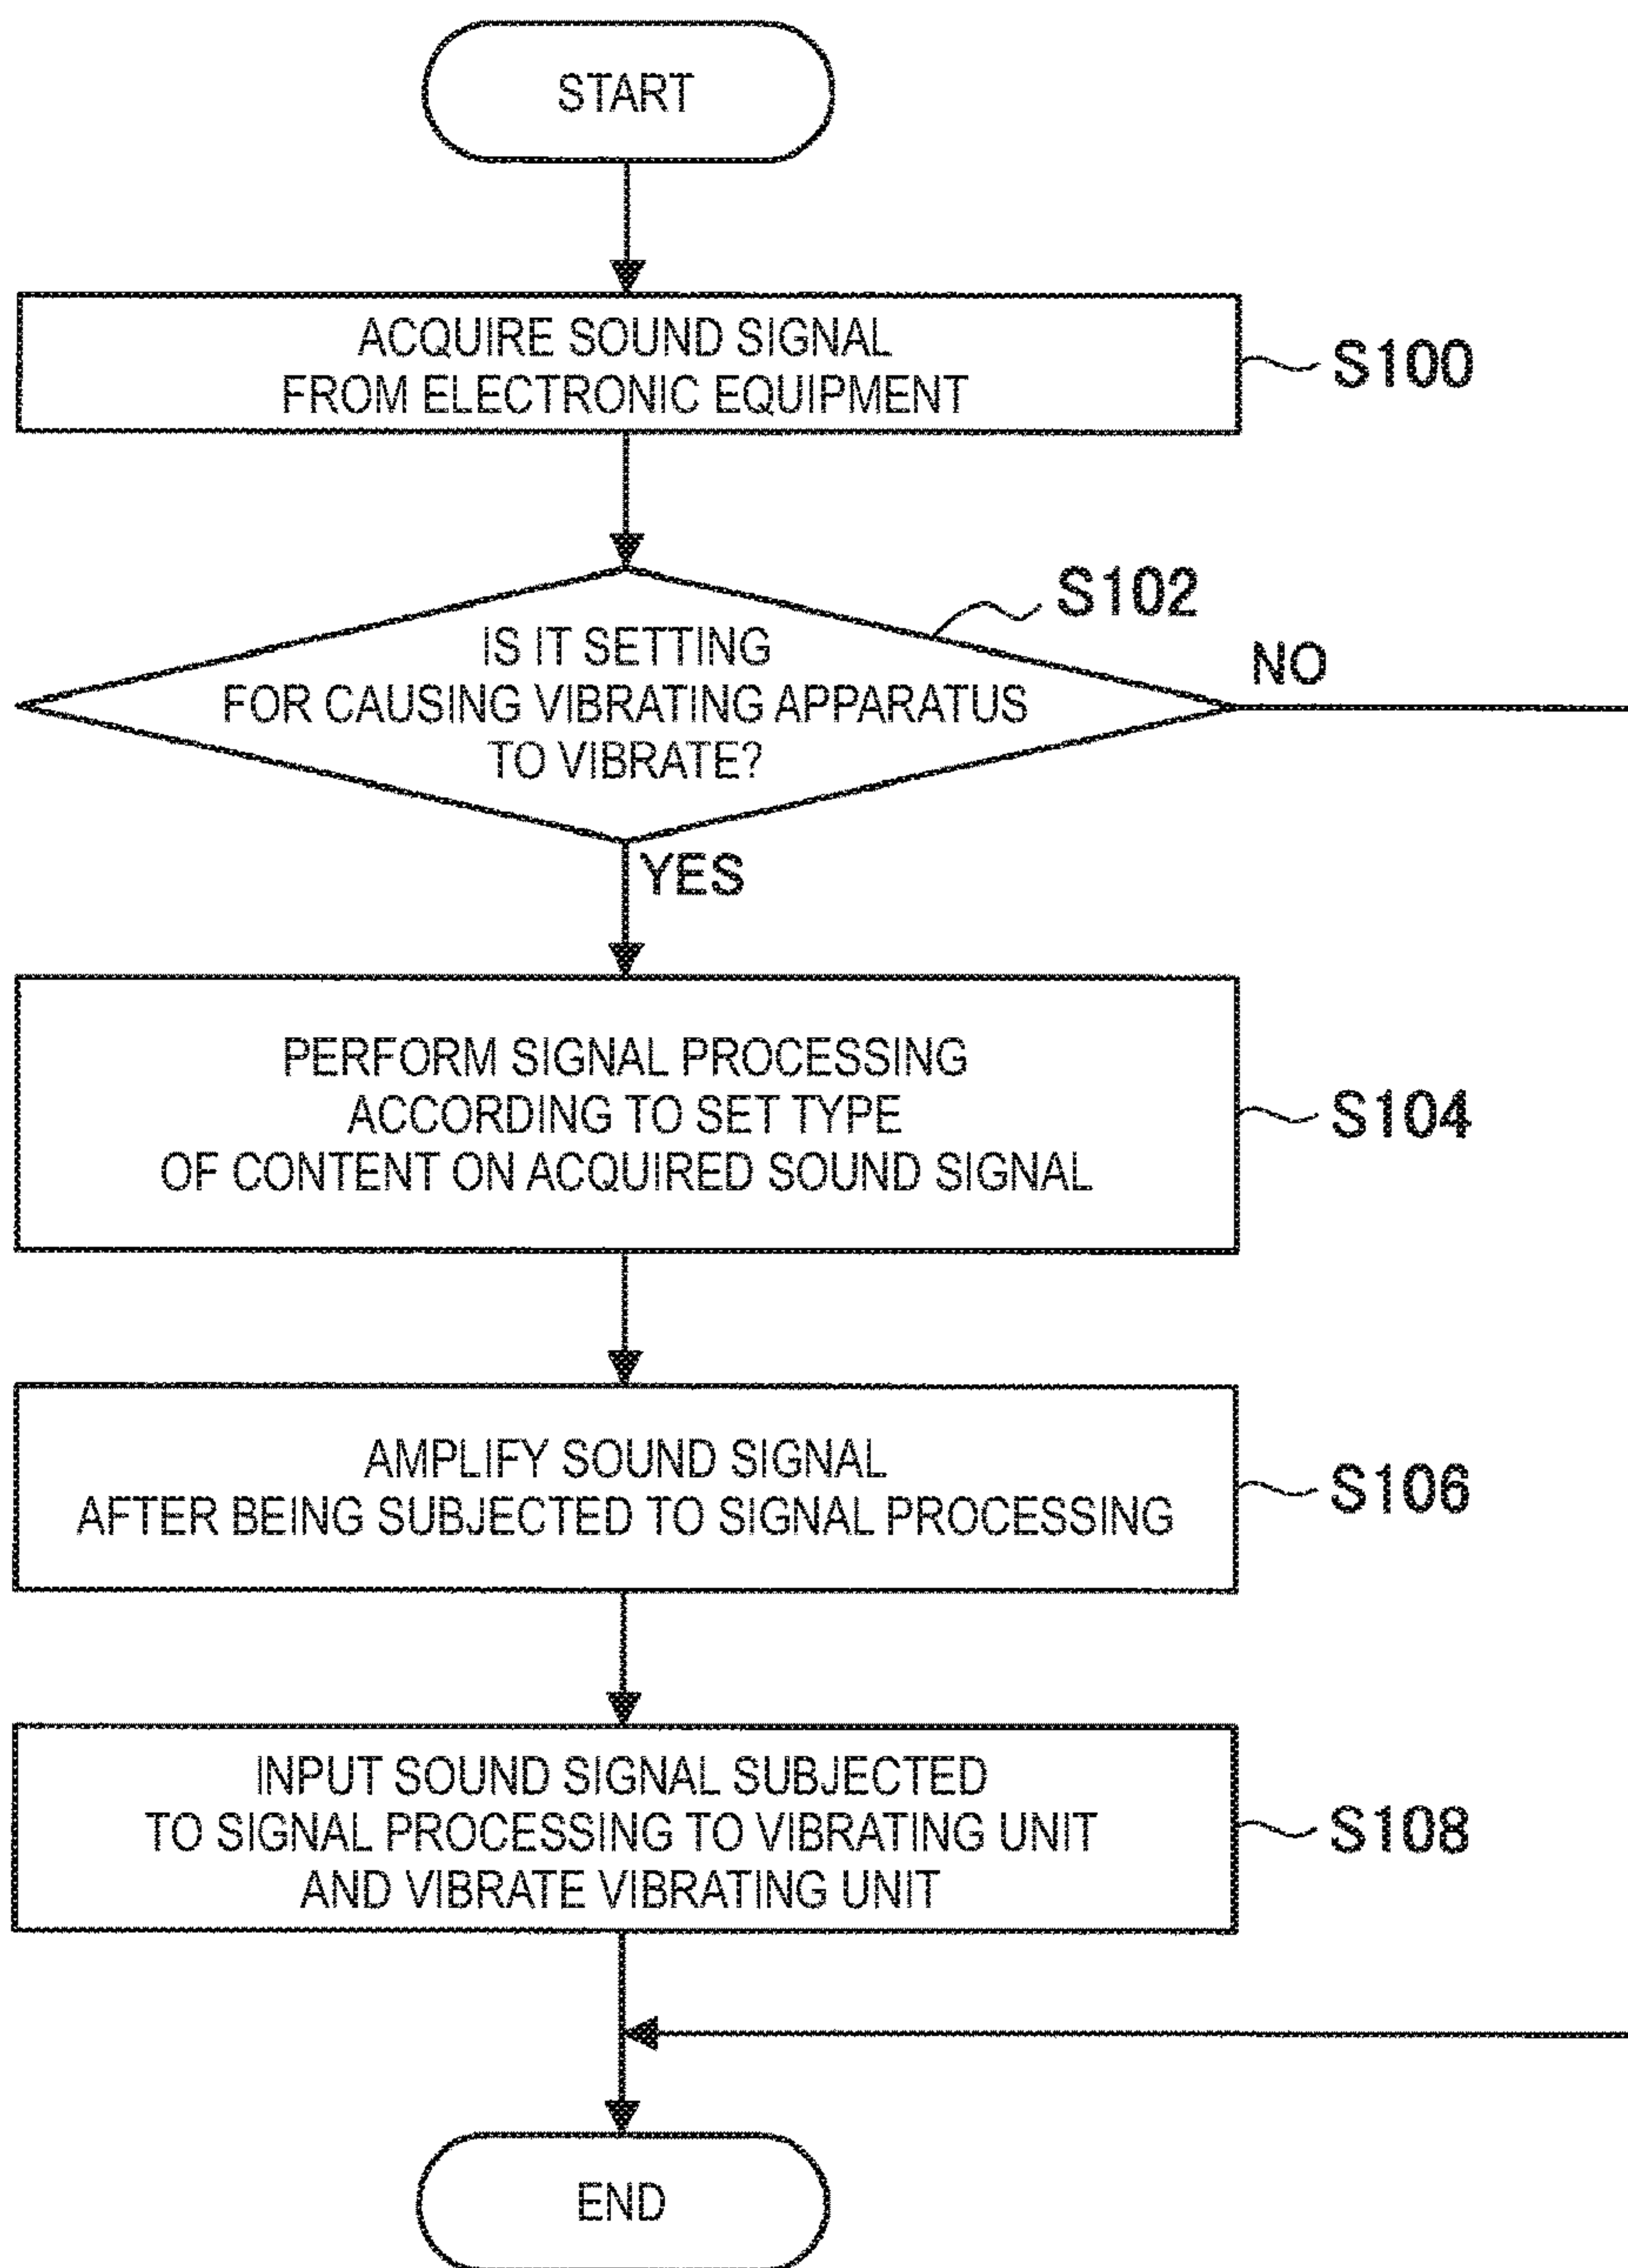 START
ACQUIRE SOUND SIGNAL
FROM ELECTRONIC EQUIPMENT
S100
S102
IS IT SETTING
FOR CAUSING VIBRATING APPARATUS
TO VIBRATE?
NO
YES
PERFORM SIGNAL PROCESSING
ACCORDING TO SET TYPE
OF CONTENT ON ACQUIRED SOUND SIGNAL
S104
AMPLIFY SOUND SIGNAL
AFTER BEING SUBJECTED TO SIGNAL PROCESSING
S106
INPUT SOUND SIGNAL SUBJECTED
TO SIGNAL PROCESSING TO VIBRATING UNIT
AND VIBRATE VIBRATING UNIT
S108
END